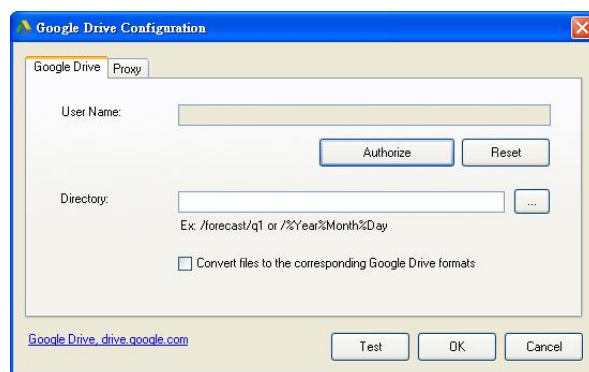 Google Drive Configuration
Google Drive Proxy
User Name:
Authorize Reset
Directory: ...
Ex: /forecast/q1 or /%Year%Month%Day
Convert files to the corresponding Google Drive formats
Google Drive, drive.google.com Test OK Cancel